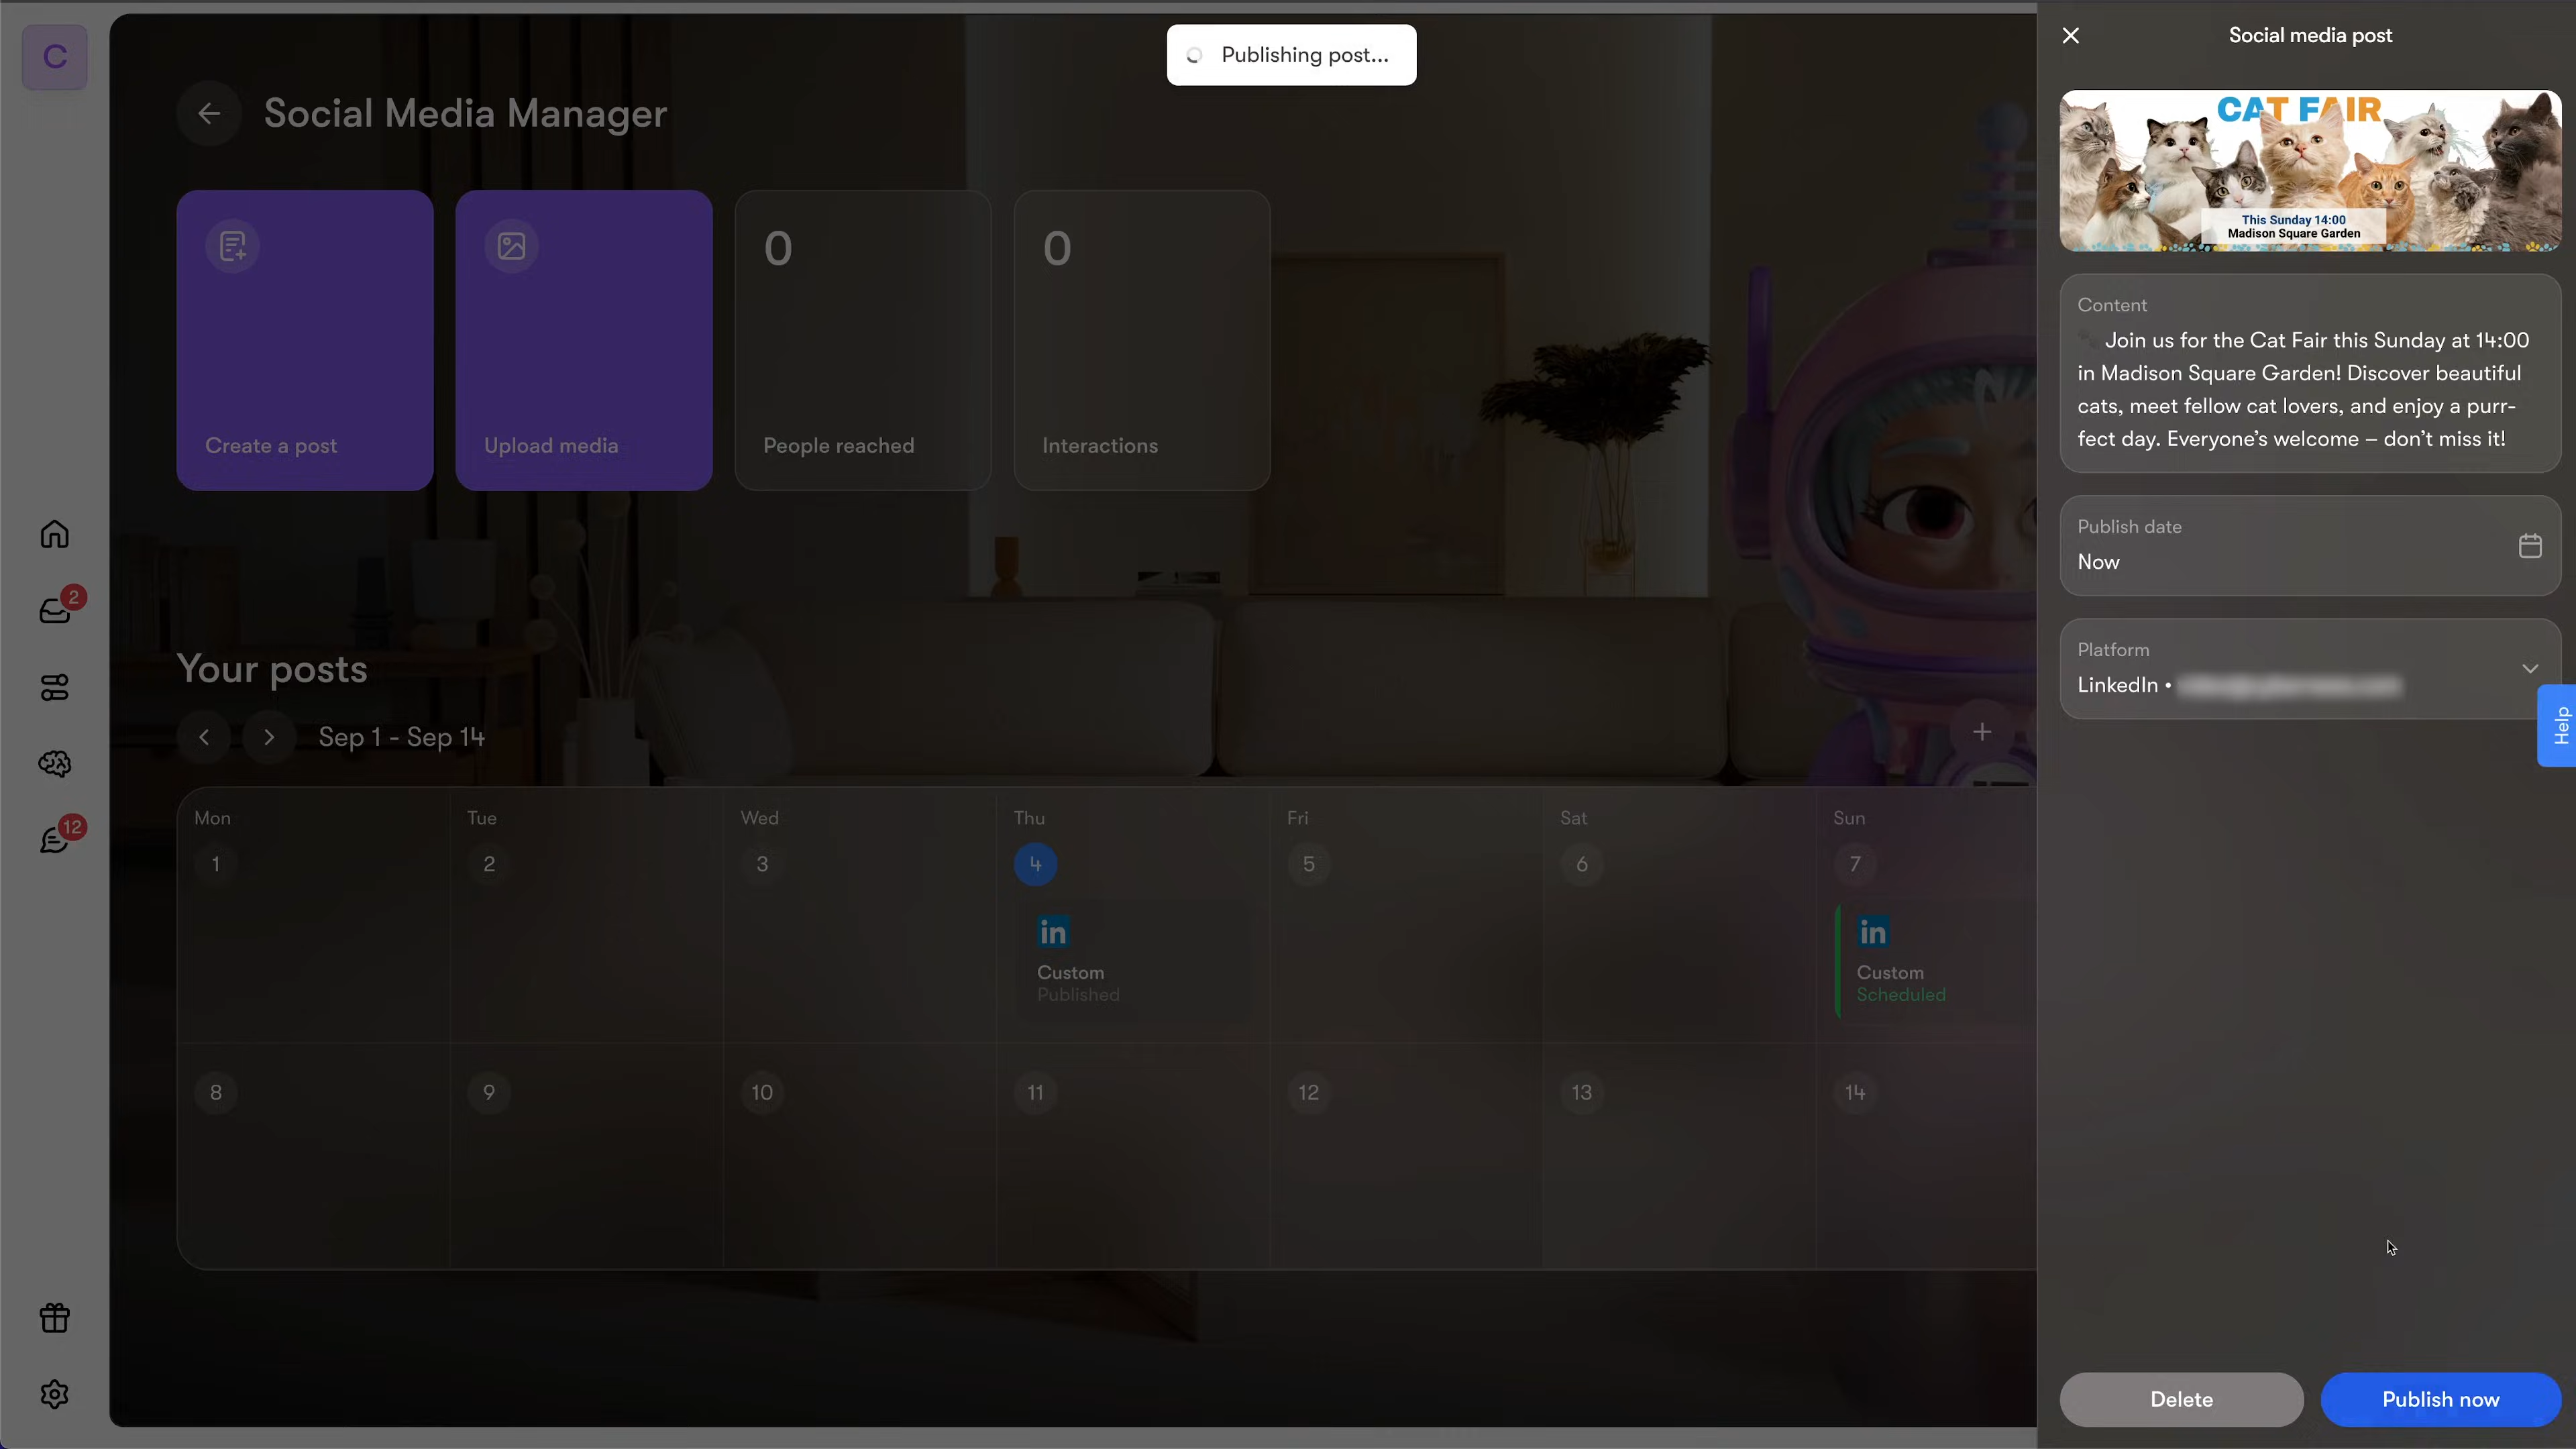 C
Publishing post...
Social Media Manager
Create a post
Upload media
0
People reached
0
Interactions
2
12
Your posts
Sep 1 - Sep 14
Mon
Tue
Wed
Thu
Fri
Sat
Sun
1
2
3
4
5
6
7
in
Custom
Published
in
Custom
Scheduled
8
9
10
11
12
13
14
Social media post
CAT FAIR
This Sunday 14:00
Madison Square Garden
Content
Join us for the Cat Fair this Sunday at 14:00
in Madison Square Garden! Discover beautiful
cats, meet fellow cat lovers, and enjoy a purr-
fect day. Everyone’s welcome – don’t miss it!
Publish date
Now
Platform
LinkedIn •
Help
Delete
Publish now